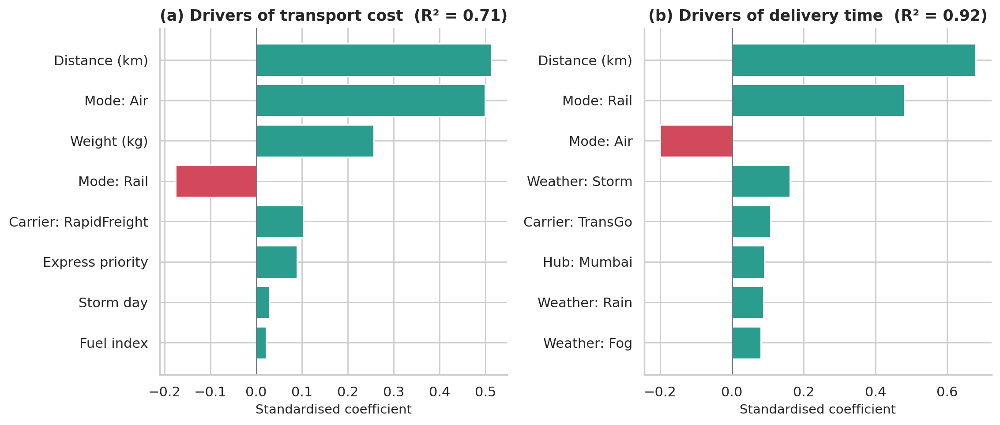 (a) Drivers of transport cost (R² = 0.71)
Distance (km)
Mode: Air
Weight (kg)
Mode: Rail
Carrier: RapidFreight
Express priority
Storm day
Fuel index
−0.2 −0.1 0.0 0.1 0.2 0.3 0.4 0.5
Standardised coefficient
(b) Drivers of delivery time (R² = 0.92)
Distance (km)
Mode: Rail
Mode: Air
Weather: Storm
Carrier: TransGo
Hub: Mumbai
Weather: Rain
Weather: Fog
−0.2 0.0 0.2 0.4 0.6
Standardised coefficient